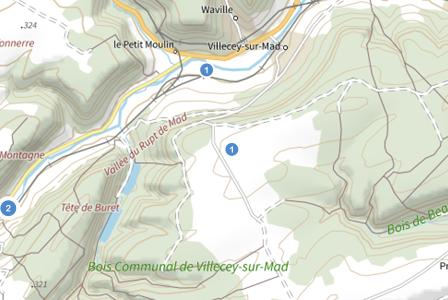 Waville
onnerre
le Petit Moulin
Villecey-sur-Mad
1
Vallée du Rupt de Mad
1
Montagne
2
Tête de Buret
Bois de Bea
Bois Communal de Villecey-sur-Mad
Pr
.321
.324